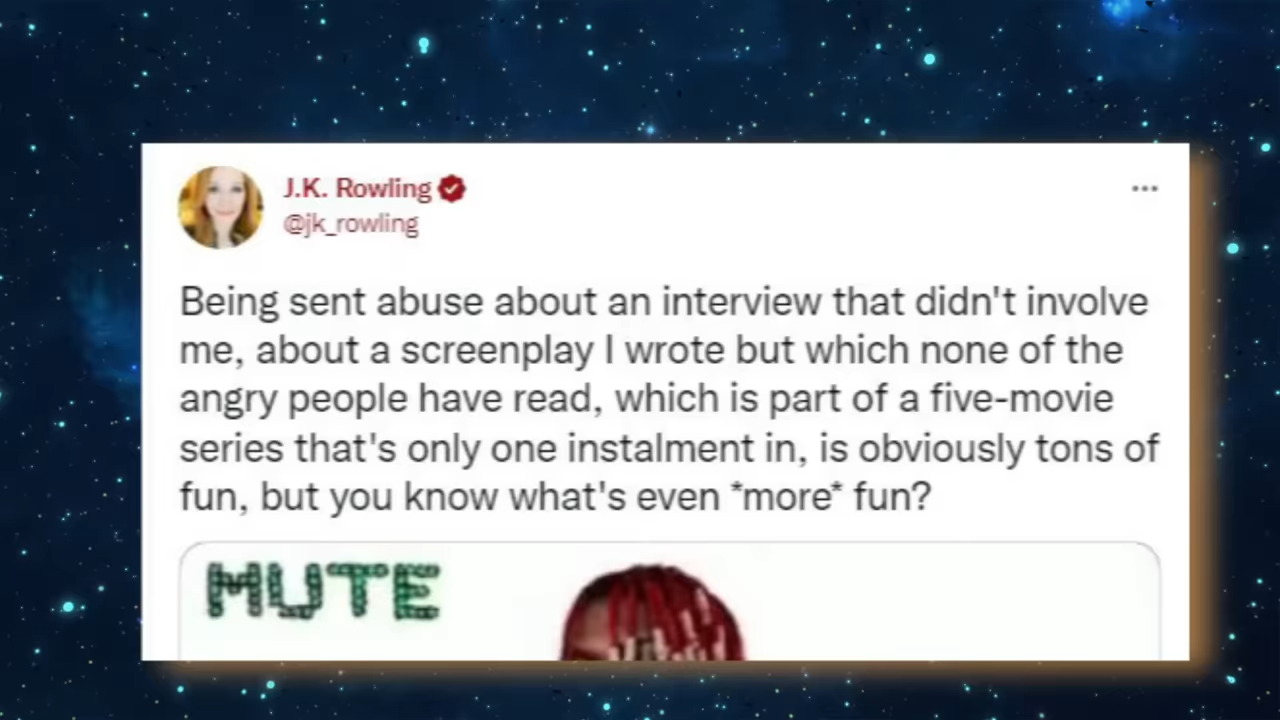 J.K. Rowling
@jk_rowling
Being sent abuse about an interview that didn't involve
me, about a screenplay I wrote but which none of the
angry people have read, which is part of a five-movie
series that's only one instalment in, is obviously tons of
fun, but you know what's even *more* fun?
MUTE